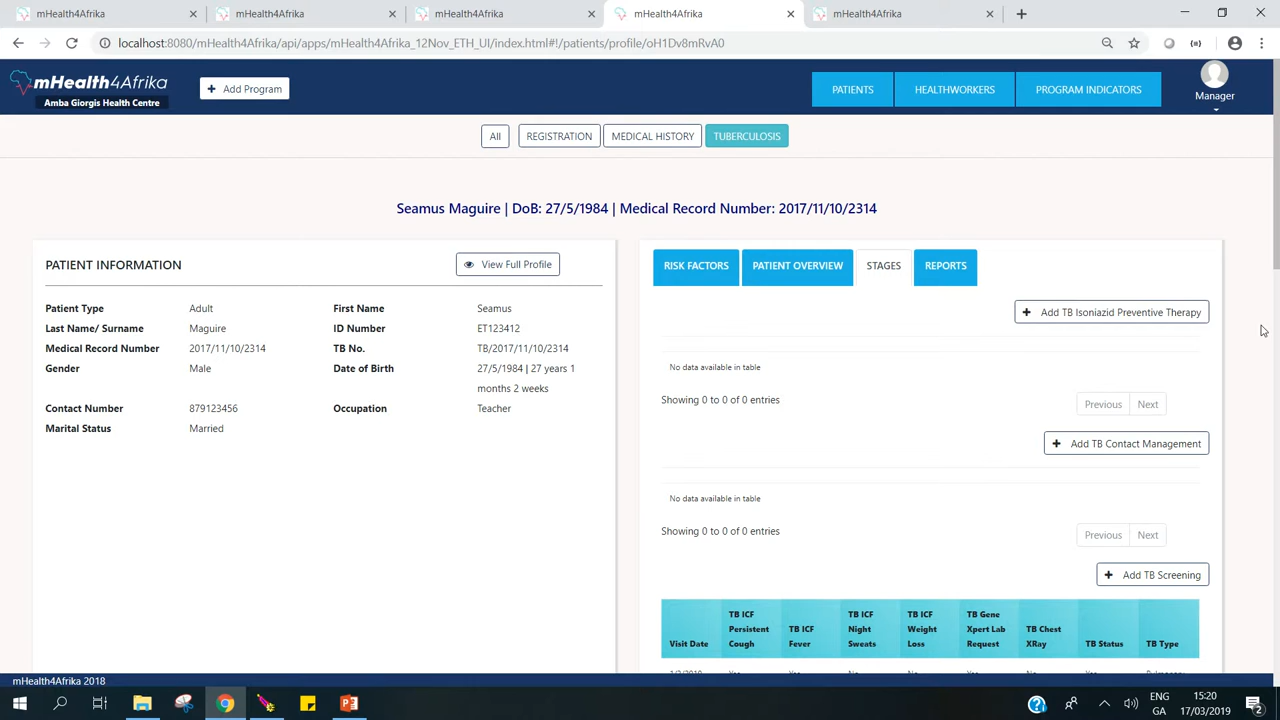 mHealth4Afrika
mHealth4Afrika
mHealth4Afrika
mHealth4Afrika
mHealth4Afrika
localhost:8080/mHealth4Afrika/api/apps/mHealth4Afrika_12Nov_ETH_UI/index.html#!/patients/profile/oH1Dv8mRvA0
mHealth4Afrika
Amba Giorgis Health Centre
Add Program
PATIENTS
HEALTHWORKERS
PROGRAM INDICATORS
Manager
All
REGISTRATION
MEDICAL HISTORY
TUBERCULOSIS
Seamus Maguire | DoB: 27/5/1984 | Medical Record Number: 2017/11/10/2314
PATIENT INFORMATION
View Full Profile
Patient Type Adult First Name Seamus
Last Name/ Surname Maguire ID Number ET123412
Medical Record Number 2017/11/10/2314 TB No. TB/2017/11/10/2314
Gender Male Date of Birth 27/5/1984 | 27 years 1
months 2 weeks
Contact Number 879123456 Occupation Teacher
Marital Status Married
RISK FACTORS
PATIENT OVERVIEW
STAGES
REPORTS
Add TB Isoniazid Preventive Therapy
No data available in table
Showing 0 to 0 of 0 entries
Previous Next
Add TB Contact Management
No data available in table
Showing 0 to 0 of 0 entries
Previous Next
Add TB Screening
Visit Date
TB ICF
Persistent
Cough
TB ICF
Fever
TB ICF
Night
Sweats
TB ICF
Weight
Loss
TB Gene
Xpert Lab
Request
TB Chest
XRay
TB Status
TB Type
mHealth4Afrika 2018
ENG
GA
15:20
17/03/2019
2